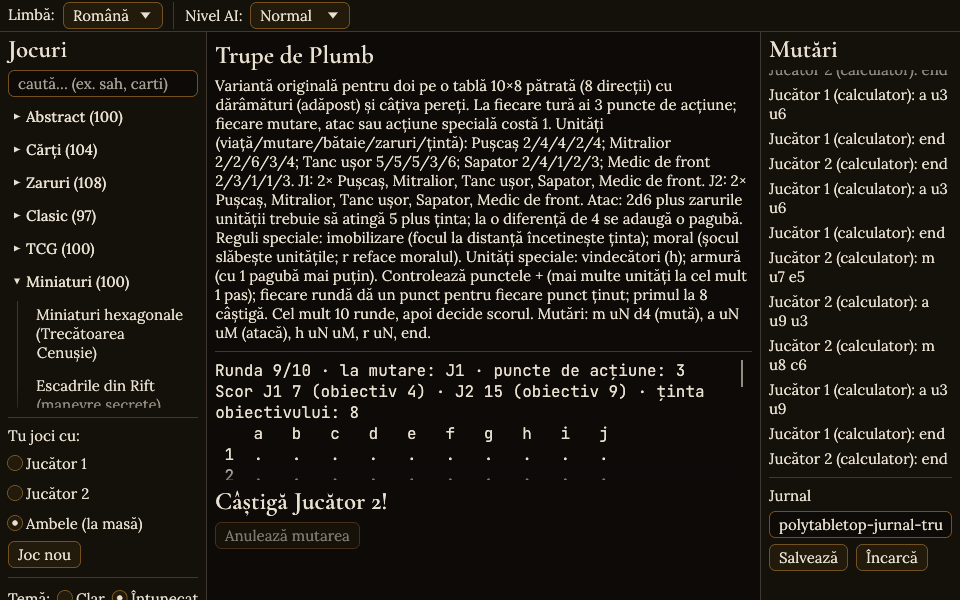 Limbă: Română Nivel AI: Normal
Jocuri
caută... (ex. sah, carti)
Abstract (100)
Cărți (104)
Zaruri (108)
Clasic (97)
TCG (100)
Miniaturi (100)
Miniaturi hexagonale
(Trecătoarea
Cenușie)
Escadrile din Rift
(manevre secrete)
Tu joci cu:
Jucător 1
Jucător 2
Ambele (la masă)
Joc nou
Temă: Clar Întunecat
Trupe de Plumb
Variantă originală pentru doi pe o tablă 10×8 pătrată (8 direcții) cu
dărâmături (adăpost) și câțiva pereți. La fiecare tură ai 3 puncte de acțiune;
fiecare mutare, atac sau acțiune specială costă 1. Unități
(viață/mutare/bătaie/zaruri/țintă): Pușcaș 2/4/4/2/4; Mitralior
2/2/6/3/4; Tanc ușor 5/5/5/3/6; Sapator 2/4/1/2/3; Medic de front
2/3/1/1/3. J1: 2× Pușcaș, Mitralior, Tanc ușor, Sapator, Medic de front. J2: 2×
Pușcaș, Mitralior, Tanc ușor, Sapator, Medic de front. Atac: 2d6 plus zarurile
unității trebuie să atingă 5 plus ținta; la o diferență de 4 se adaugă o pagubă.
Reguli speciale: imobilizare (focul la distanță încetinește ținta); moral (șocul
slăbește unitățile; r reface moralul). Unități speciale: vindecători (h); armură
(cu 1 pagubă mai puțin). Controlează punctele + (mai multe unități la cel mult
1 pas); fiecare rundă dă un punct pentru fiecare punct ținut; primul la 8
câștigă. Cel mult 10 runde, apoi decide scorul. Mutări: m uN d4 (mută), a uN
uM (atacă), h uN uM, r uN, end.
Runda 9/10 · la mutare: J1 · puncte de acțiune: 3
Scor J1 7 (obiectiv 4) · J2 15 (obiectiv 9) · ținta
obiectivului: 8
a b c d e f g h i j
1 . . . . . . . . . .
2 . . . . . . . . . .
Câștigă Jucător 2!
Anulează mutarea
Mutări
Jucător 2 (calculator): end
Jucător 1 (calculator): a u3
u6
Jucător 1 (calculator): end
Jucător 2 (calculator): end
Jucător 1 (calculator): a u3
u6
Jucător 1 (calculator): end
Jucător 2 (calculator): m
u7 e5
Jucător 2 (calculator): a
u9 u3
Jucător 2 (calculator): m
u8 c6
Jucător 1 (calculator): a u3
u9
Jucător 1 (calculator): end
Jucător 2 (calculator): end
Jurnal
polytabletop-jurnal-tru
Salvează Încarcă